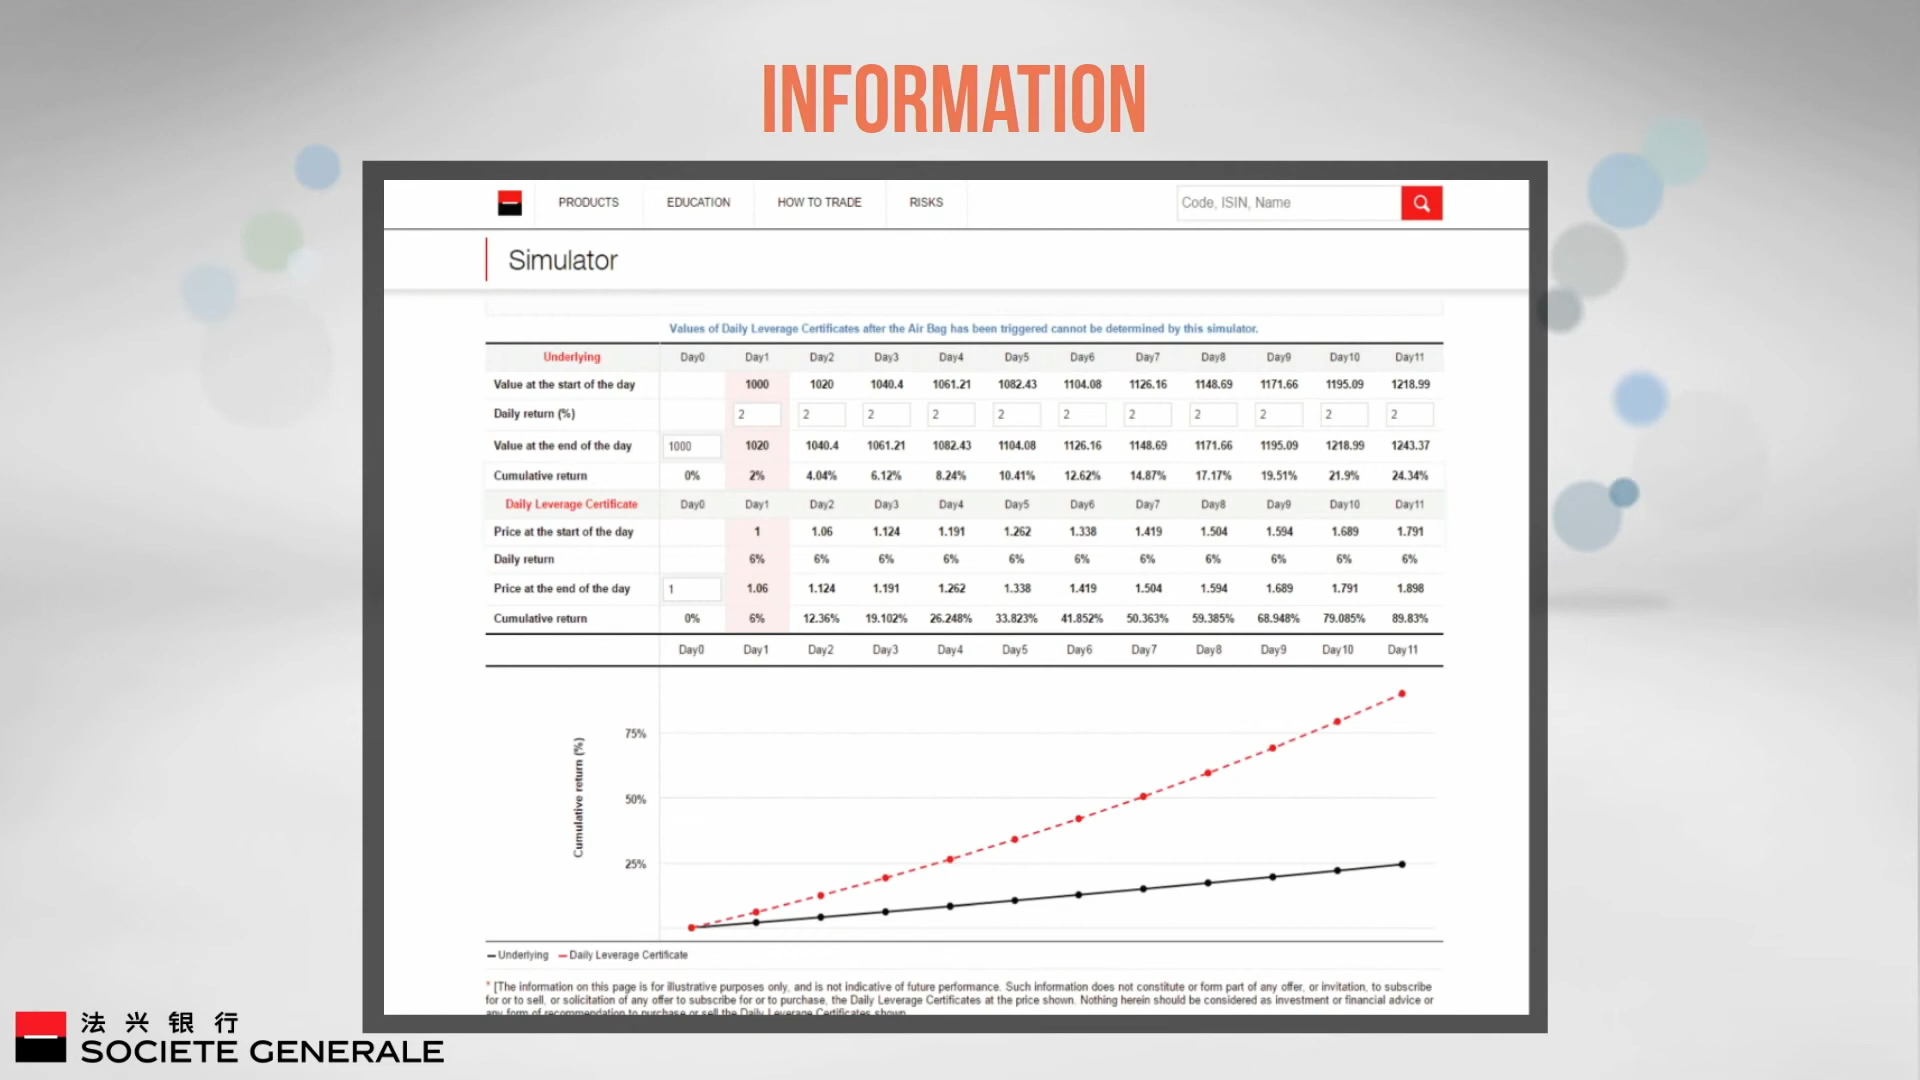 INFORMATION
PRODUCTS EDUCATION HOW TO TRADE RISKS Code, ISIN, Name
Simulator
Values of Daily Leverage Certificates after the Air Bag has been triggered cannot be determined by this simulator.
Underlying Day0 Day1 Day2 Day3 Day4 Day5 Day6 Day7 Day8 Day9 Day10 Day11
Value at the start of the day 1000 1020 1040.4 1061.21 1082.43 1104.08 1126.16 1148.69 1171.66 1195.09 1218.99
Daily return (%) 2 2 2 2 2 2 2 2 2 2 2
Value at the end of the day 1000 1020 1040.4 1061.21 1082.43 1104.08 1126.16 1148.69 1171.66 1195.09 1218.99 1243.37
Cumulative return 0% 2% 4.04% 6.12% 8.24% 10.41% 12.62% 14.87% 17.17% 19.51% 21.9% 24.34%
Daily Leverage Certificate Day0 Day1 Day2 Day3 Day4 Day5 Day6 Day7 Day8 Day9 Day10 Day11
Price at the start of the day 1 1.06 1.124 1.191 1.262 1.338 1.419 1.504 1.594 1.689 1.791
Daily return 6% 6% 6% 6% 6% 6% 6% 6% 6% 6% 6%
Price at the end of the day 1 1.06 1.124 1.191 1.262 1.338 1.419 1.504 1.594 1.689 1.791 1.898
Cumulative return 0% 6% 12.36% 19.102% 26.248% 33.823% 41.852% 50.363% 59.385% 68.948% 79.085% 89.83%
Day0 Day1 Day2 Day3 Day4 Day5 Day6 Day7 Day8 Day9 Day10 Day11
75%
50%
25%
Cumulative return (%)
Underlying Daily Leverage Certificate
* [The information on this page is for illustrative purposes only, and is not indicative of future performance. Such information does not constitute or form part of any offer, or invitation, to subscribe
for or to sell, or solicitation of any offer to subscribe for or to purchase, the Daily Leverage Certificates at the price shown. Nothing herein should be considered as investment or financial advice or
any form of recommendation to purchase or sell the Daily Leverage Certificates shown.
法兴银行
SOCIETE GENERALE